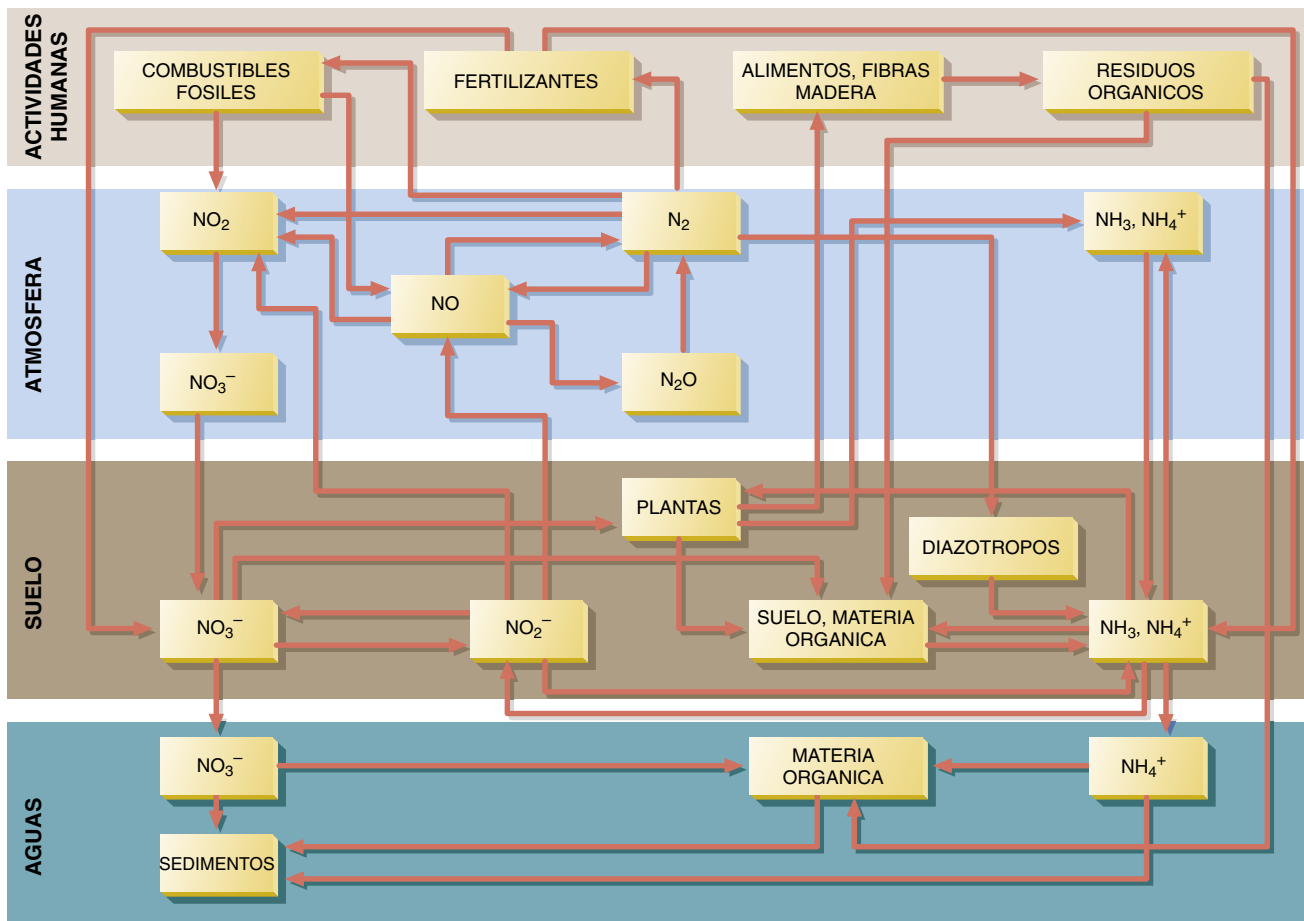 ACTIVIDADES
HUMANAS
COMBUSTIBLES
FOSILES
FERTILIZANTES
ALIMENTOS, FIBRAS
MADERA
RESIDUOS
ORGANICOS
ATMOSFERA
NO₂
N₂
NH₃, NH₄⁺
NO
NO₃⁻
N₂O
SUELO
PLANTAS
DIAZOTROPOS
NO₃⁻
NO₂⁻
SUELO, MATERIA
ORGANICA
NH₃, NH₄⁺
AGUAS
NO₃⁻
MATERIA
ORGANICA
NH₄⁺
SEDIMENTOS